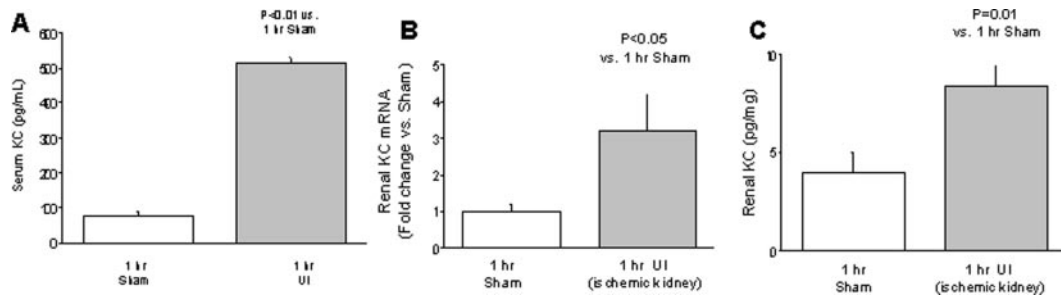 A
P<0.01 vs.
1 hr Sham
Serum KC (pg/mL)
600
500
400
300
200
100
0
1 hr
Sham
1 hr
UI
B
P<0.05
vs. 1 hr Sham
Renal KC mRNA
(Fold change vs. Sham)
5
4
3
2
1
0
1 hr
Sham
1 hr UI
(ischemic kidney)
C
P=0.01
vs. 1 hr Sham
Renal KC (pg/mg)
10
5
0
1 hr
Sham
1 hr UI
(ischemic kidney)